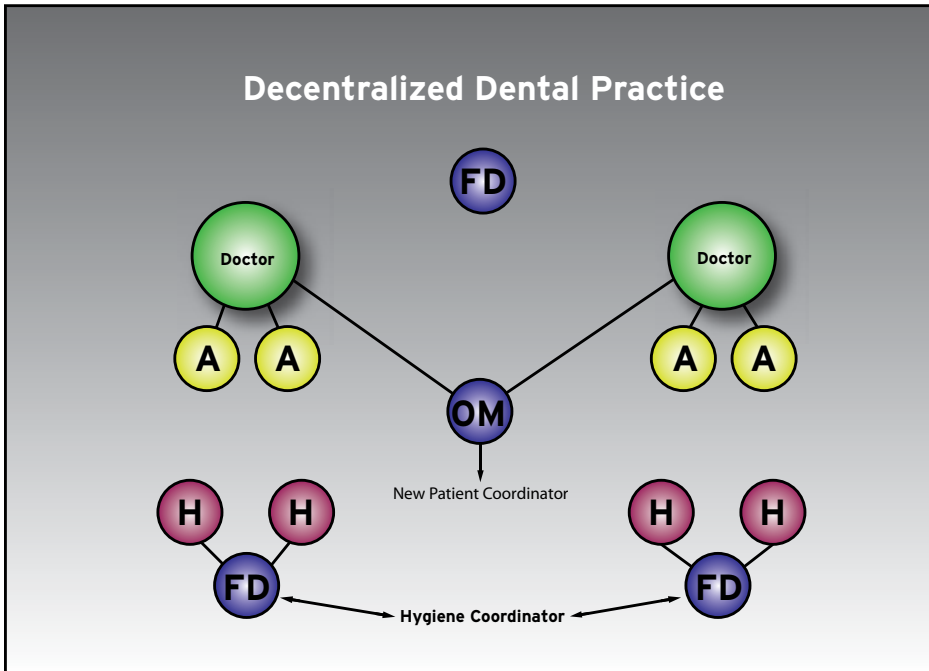 Decentralized Dental Practice
FD
Doctor
Doctor
A
A
A
A
OM
New Patient Coordinator
H
H
H
H
FD
FD
Hygiene Coordinator